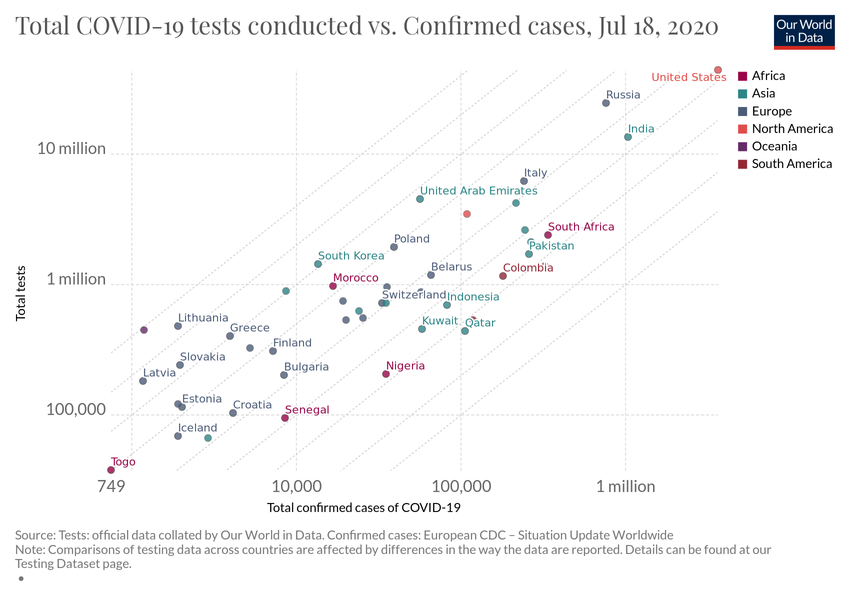 Total COVID-19 tests conducted vs. Confirmed cases, Jul 18, 2020
Our World
in Data
United States
Africa
Asia
Europe
North America
Oceania
South America
Russia
India
10 million
Italy
United Arab Emirates
South Africa
Poland
Pakistan
South Korea
Belarus
Colombia
Morocco
1 million
Switzerland
Indonesia
Total tests
Lithuania
Kuwait
Qatar
Greece
Finland
Slovakia
Latvia
Bulgaria
Nigeria
Estonia
Croatia
Senegal
100,000
Iceland
Togo
749
10,000
100,000
1 million
Total confirmed cases of COVID-19
Source: Tests: official data collated by Our World in Data. Confirmed cases: European CDC – Situation Update Worldwide
Note: Comparisons of testing data across countries are affected by differences in the way the data are reported. Details can be found at our
Testing Dataset page.